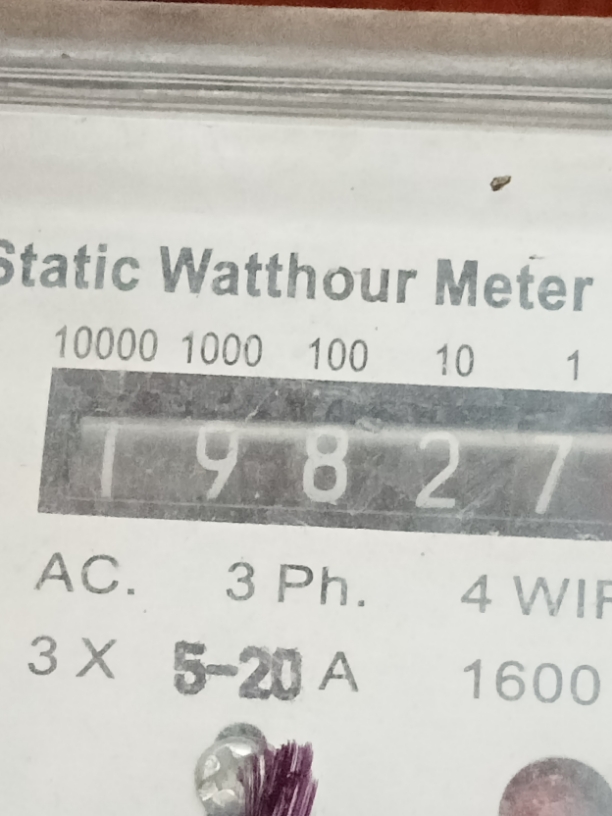 Static Watthour Meter
10000 1000 100 10 1
1 9 8 2 7
AC. 3 Ph. 4
3 X 5-20 A 1600